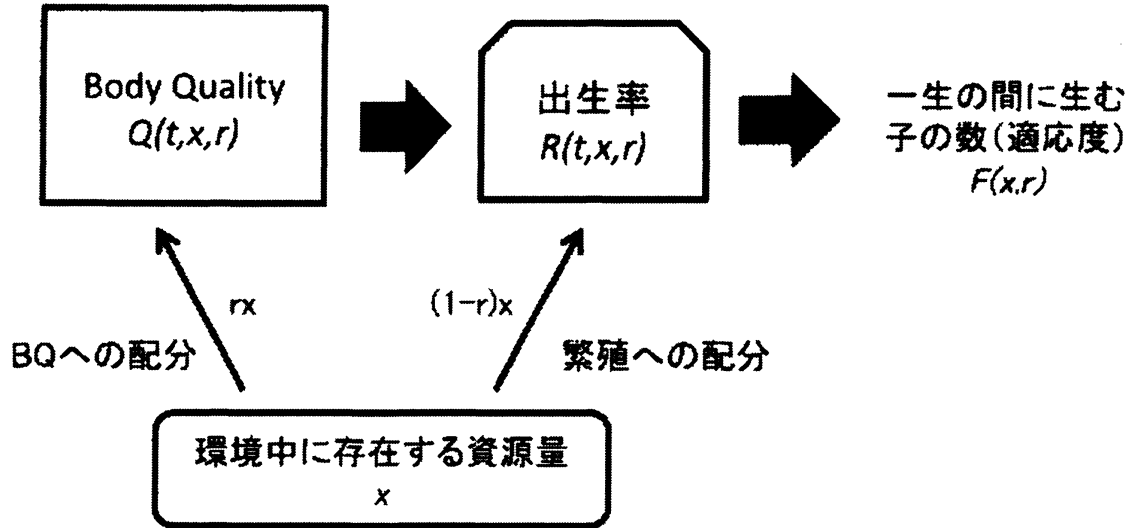 Body Quality
Q(t,x,r)
出生率
R(t,x,r)
一生の間に生む
子の数(適応度)
F(x,r)
rx
(1-r)x
BQへの配分
繁殖への配分
環境中に存在する資源量
x